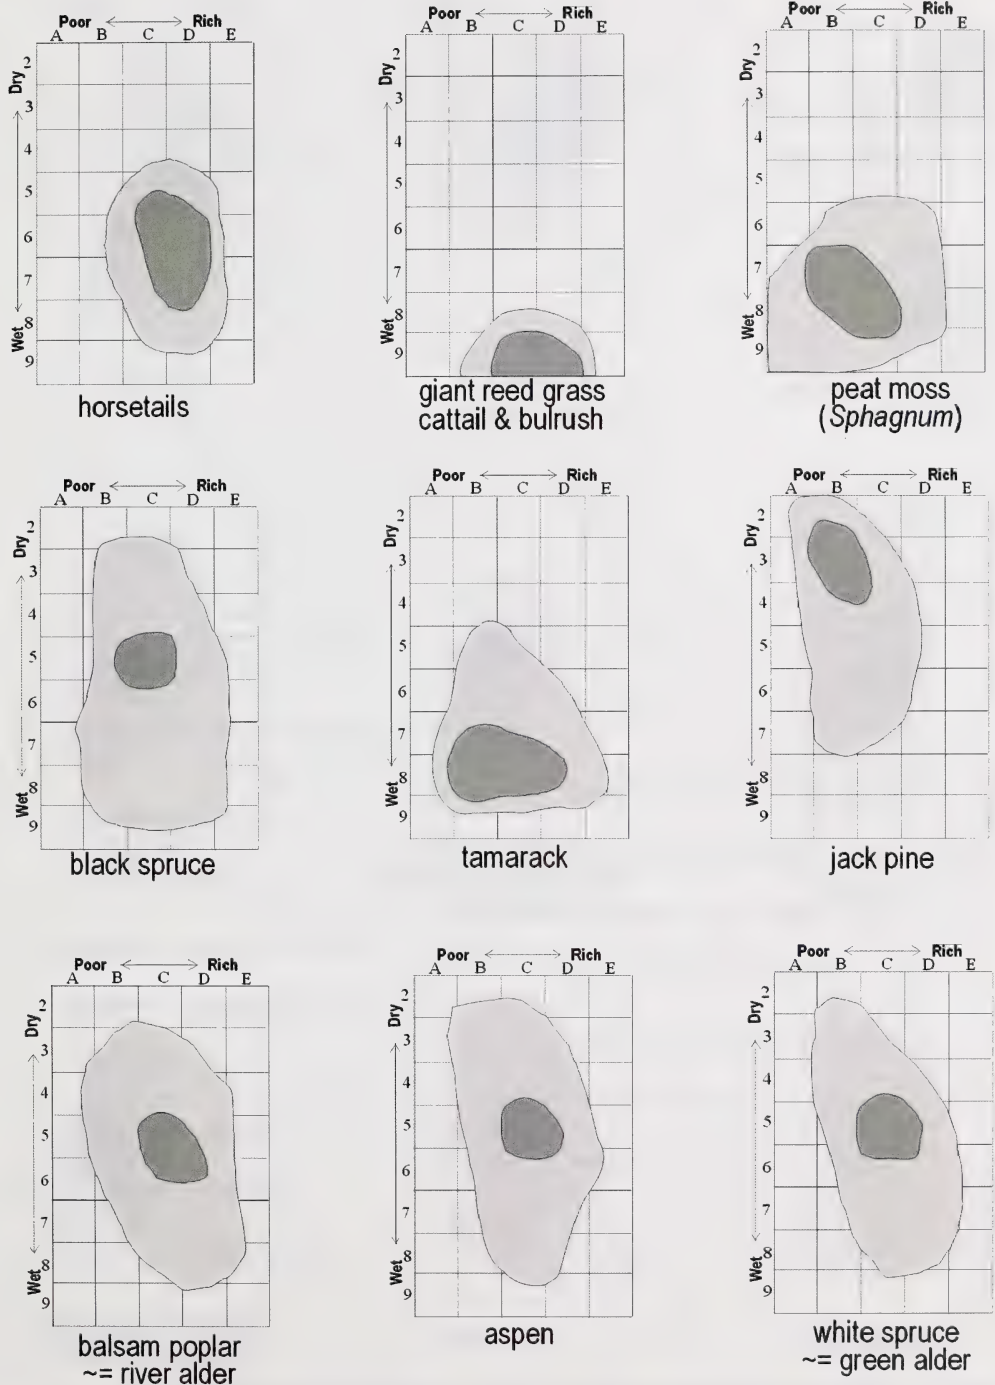 Poor Rich
A B C D E
Dry
2
3
4
5
6
7
8
9
Wet
horsetails
Poor Rich
A B C D E
Dry
2
3
4
5
6
7
8
9
Wet
giant reed grass
cattail & bulrush
Poor Rich
A B C D E
Dry
2
3
4
5
6
7
8
9
Wet
peat moss
(Sphagnum)
Poor Rich
A B C D E
Dry
2
3
4
5
6
7
8
9
Wet
black spruce
Poor Rich
A B C D E
Dry
2
3
4
5
6
7
8
9
Wet
tamarack
Poor Rich
A B C D E
Dry
2
3
4
5
6
7
8
9
Wet
jack pine
Poor Rich
A B C D E
Dry
2
3
4
5
6
7
8
9
Wet
balsam poplar
~= river alder
Poor Rich
A B C D E
Dry
2
3
4
5
6
7
8
9
Wet
aspen
Poor Rich
A B C D E
Dry
2
3
4
5
6
7
8
9
Wet
white spruce
~= green alder